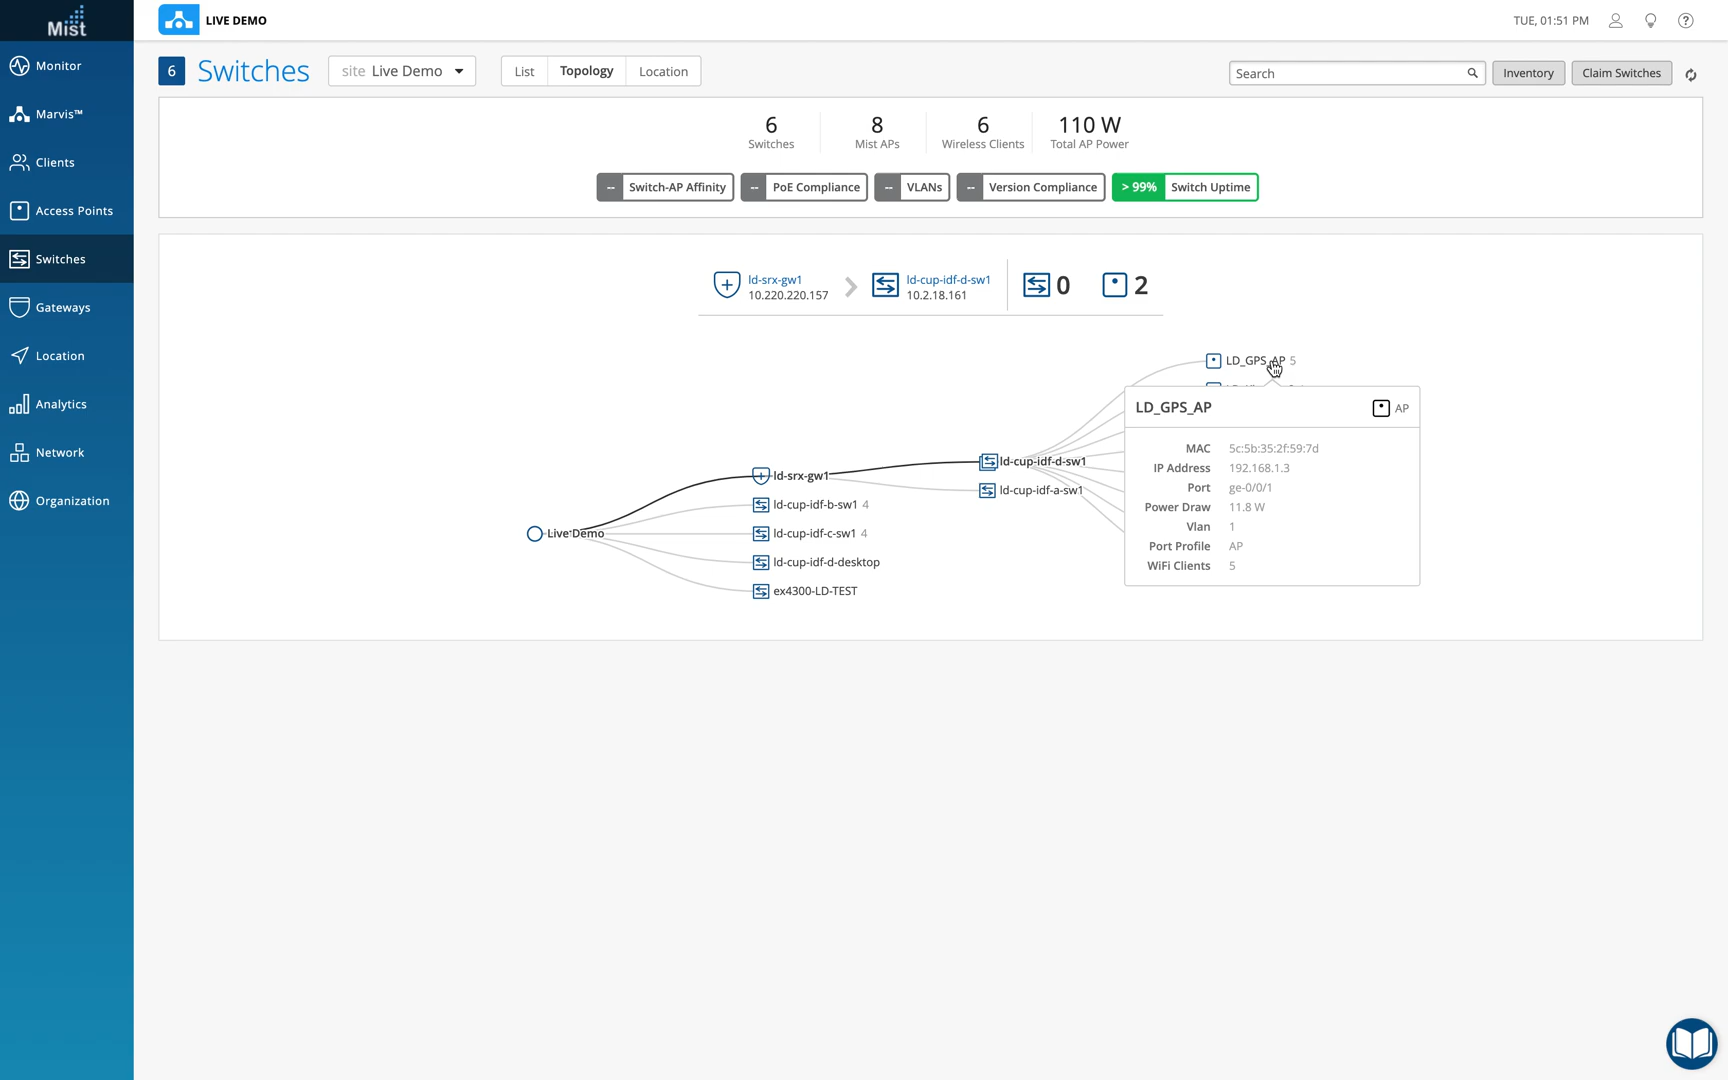 Mist
LIVE DEMO
TUE, 01:51 PM
Monitor
Marvis™
Clients
Access Points
Switches
Gateways
Location
Analytics
Network
Organization
6 Switches
site Live Demo
List Topology Location
Search
Inventory
Claim Switches
6
Switches
8
Mist APs
6
Wireless Clients
110 W
Total AP Power
-- Switch-AP Affinity
-- PoE Compliance
-- VLANs
-- Version Compliance
> 99% Switch Uptime
ld-srx-gw1
10.220.220.157
ld-cup-idf-d-sw1
10.2.18.161
0
2
LD_GPS_AP 5
LD_GPS_AP
AP
MAC 5c:5b:35:2f:59:7d
IP Address 192.168.1.3
Port ge-0/0/1
Power Draw 11.8 W
Vlan 1
Port Profile AP
WiFi Clients 5
ld-cup-idf-d-sw1
ld-cup-idf-a-sw1
ld-srx-gw1
ld-cup-idf-b-sw1 4
ld-cup-idf-c-sw1 4
ld-cup-idf-d-desktop
ex4300-LD-TEST
Live Demo